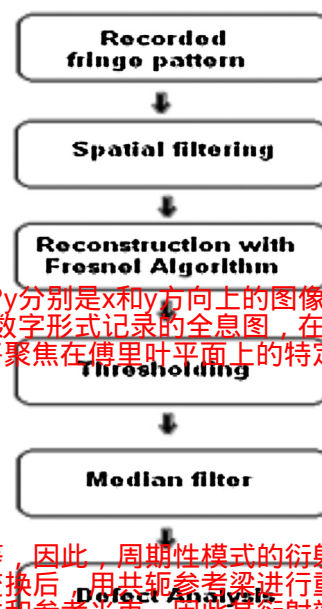 Recorded
fringe pattern
Spatial filtering
Reconstruction with
Fresnel Algorithm
Py分别是x和y方向上的图像
数字形式记录的全息图，在
聚焦在傅里叶平面上的特定
Thresholding
Median filter
因此，周期性模式的衍射
变换后，用共轭参考梁进行重
Defect Analysis